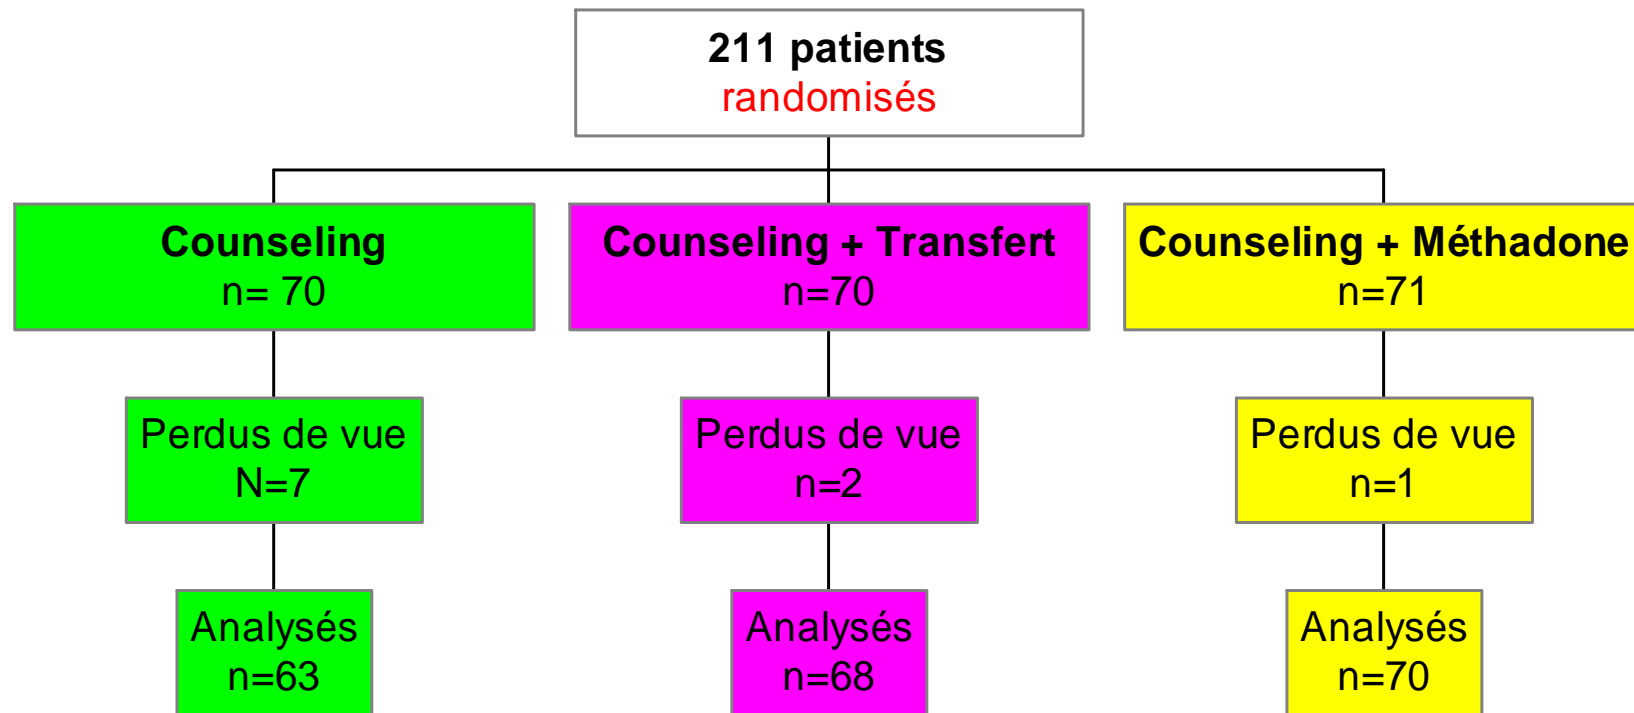 211 patients
randomisés
Counseling
n= 70
Counseling + Transfert
n=70
Counseling + Méthadone
n=71
Perdus de vue
N=7
Perdus de vue
n=2
Perdus de vue
n=1
Analysés
n=63
Analysés
n=68
Analysés
n=70